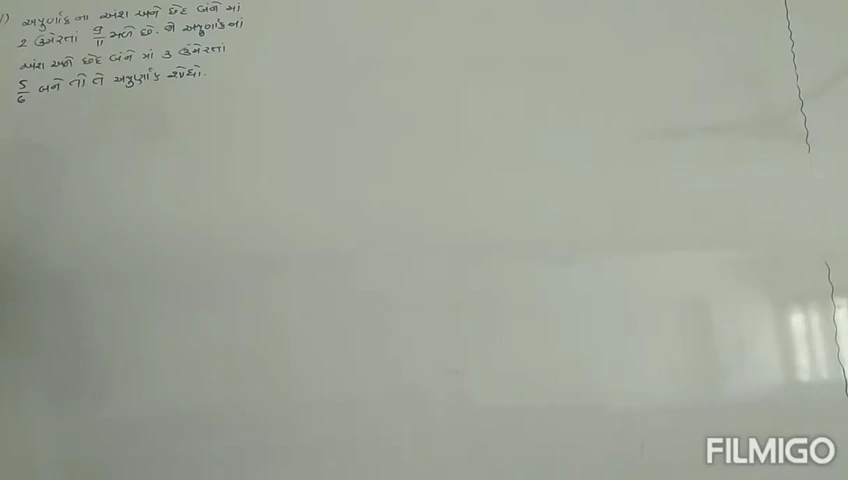 1) અપૂર્ણાંક ના અંશ અને છેદ બંને માં
2 ઉમેરતાં 9/11 મળે છે. જો અપૂર્ણાંકનાં
અંશ અને છેદ બંને માં 3 ઉમેરતાં
5/6 બને તો તે અપૂર્ણાંક શોધો.
FILMIGO